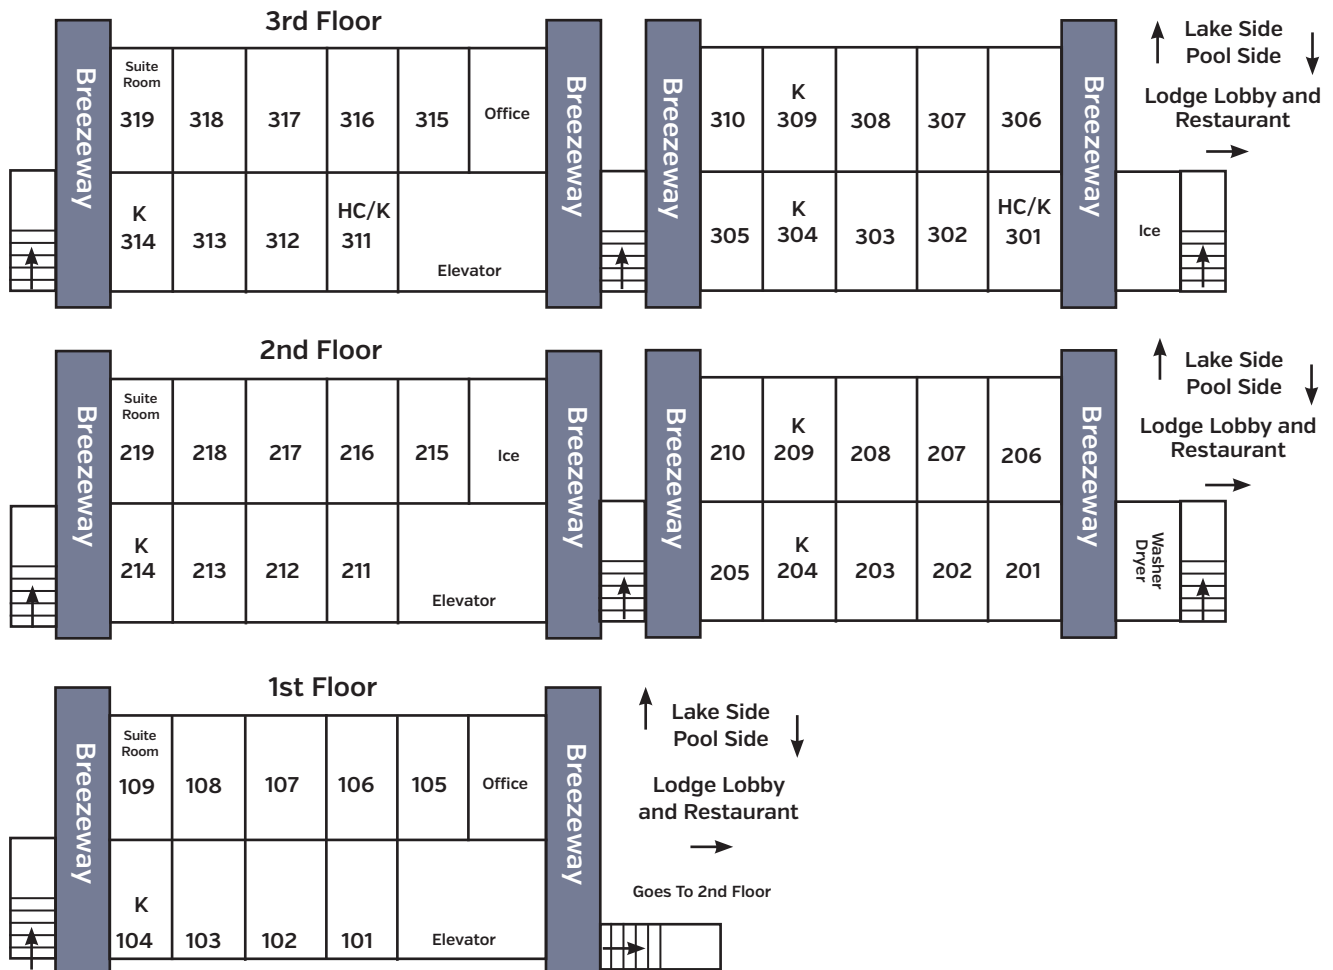 3rd Floor
Breezeway
Suite
Room
319
318
317
316
315
Office
Breezeway
Breezeway
310
K
309
308
307
306
Breezeway
Lake Side
Pool Side
Lodge Lobby and
Restaurant
K
314
313
312
HC/K
311
Elevator
305
K
304
303
302
HC/K
301
Ice
2nd Floor
Breezeway
Suite
Room
219
218
217
216
215
Ice
Breezeway
Breezeway
210
K
209
208
207
206
Breezeway
Lake Side
Pool Side
Lodge Lobby and
Restaurant
K
214
213
212
211
Elevator
205
K
204
203
202
201
Washer
Dryer
1st Floor
Breezeway
Suite
Room
109
108
107
106
105
Office
Breezeway
Lake Side
Pool Side
Lodge Lobby
and Restaurant
Goes To 2nd Floor
K
104
103
102
101
Elevator